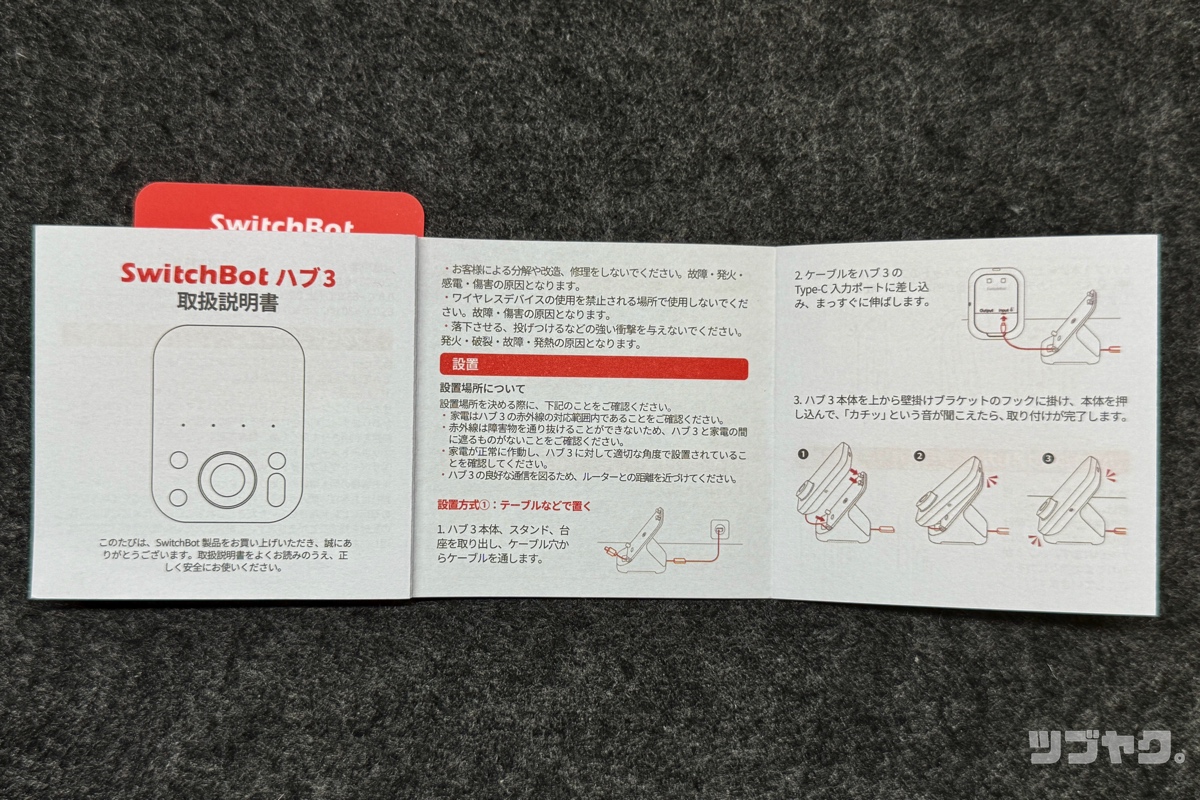 SwitchBot
SwitchBot ハブ3
取扱説明書
このたびは、SwitchBot 製品をお買い上げいただき、誠にあ
りがとうございます。取扱説明書をよくお読みのうえ、正
しく安全にお使いください。
・お客様による分解や改造、修理をしないでください。故障・発火・
感電・傷害の原因となります。
・ワイヤレスデバイスの使用を禁止される場所で使用しないでくだ
さい。故障・傷害の原因となります。
・落下させる、投げつけるなどの強い衝撃を与えないでください。
発火・破裂・故障・発熱の原因となります。
設置
設置場所について
設置場所を決める際に、下記のことをご確認ください。
・家電はハブ3の赤外線の対応範囲内であることをご確認ください。
・赤外線は障害物を通り抜けることができないため、ハブ3と家電の間
に遮るものがないことをご確認ください。
・家電が正常に作動し、ハブ3に対して適切な角度で設置されているこ
とを確認してください。
・ハブ3の良好な通信を図るため、ルーターとの距離を近づけてください。
設置方式①：テーブルなどで置く
1. ハブ3本体、スタンド、台
座を取り出し、ケーブル穴か
らケーブルを通します。
2. ケーブルをハブ3の
Type-C 入力ポートに差し込
み、まっすぐに伸ばします。
Output Input
3. ハブ3本体を上から壁掛けブラケットのフックに掛け、本体を押
し込んで、「カチッ」という音が聞こえたら、取り付けが完了します。
❶ ❷ ❸
ツブヤク。